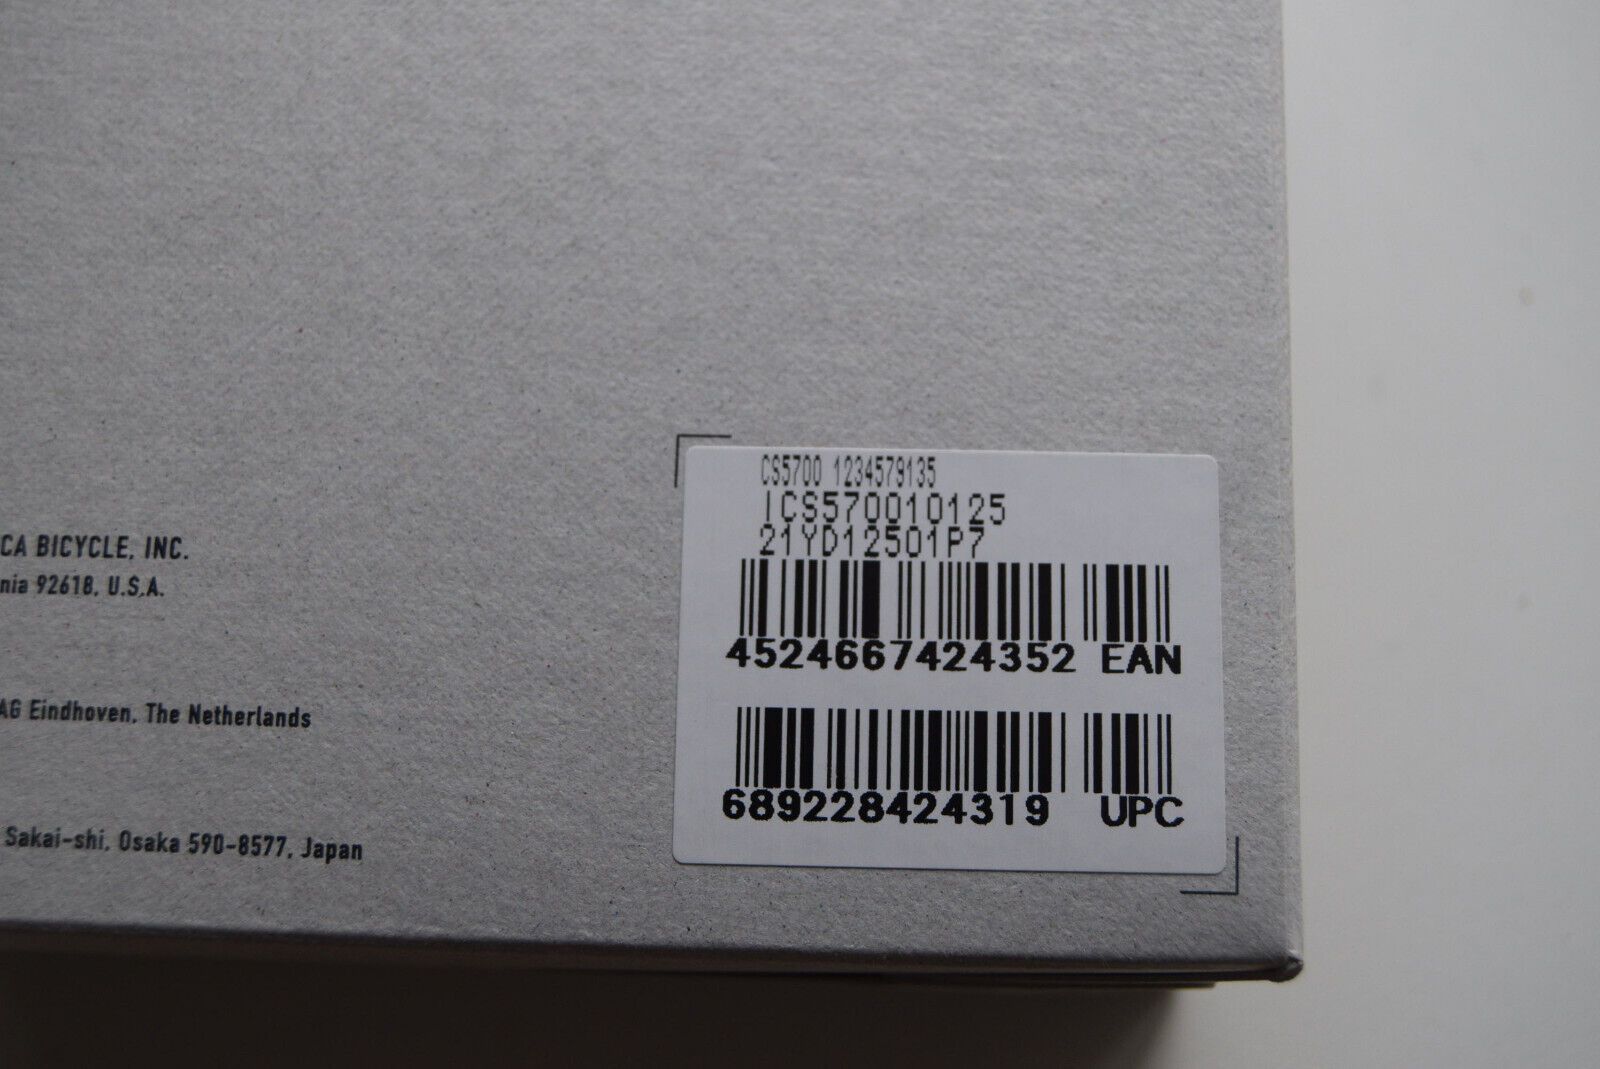 CA BICYCLE, INC.
nia 92618, U.S.A.
AG Eindhoven, The Netherlands
Sakai-shi, Osaka 590-8577, Japan
CS5700 1234579135
ICS570010125
21YD12501P7
4524667424352 EAN
689228424319 UPC